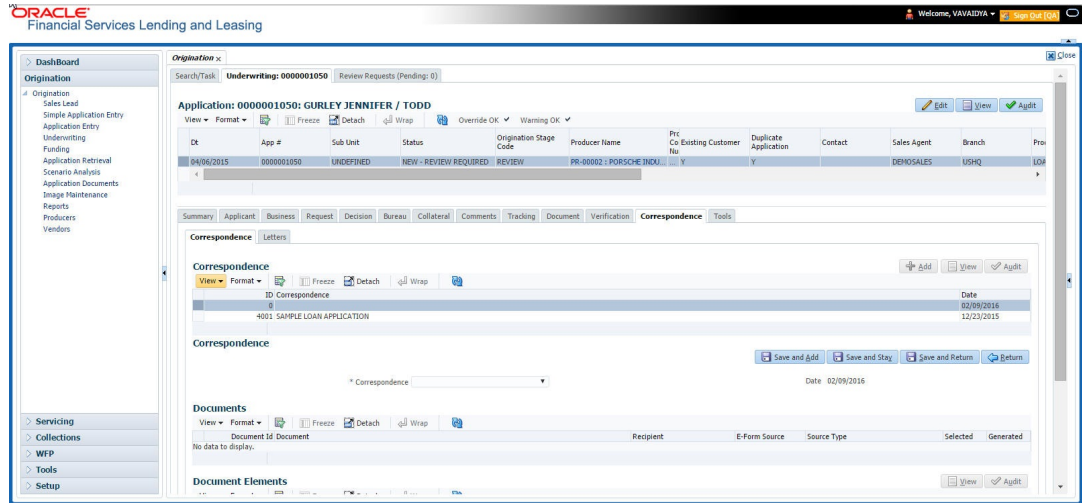 ORACLE
Financial Services Lending and Leasing
Welcome, VAVAIDYA
Sign Out [QA]
Close
DashBoard
Origination
Origination
Sales Lead
Simple Application Entry
Application Entry
Underwriting
Funding
Application Retrieval
Scenario Analysis
Application Documents
Image Maintenance
Reports
Producers
Vendors
Servicing
Collections
WFP
Tools
Setup
Origination x
Search/Task Underwriting: 0000001050 Review Requests (Pending: 0)
Application: 0000001050: GURLEY JENNIFER / TODD
Edit View Audit
View Format Freeze Detach Wrap Override OK Warning OK
Dt App # Sub Unit Status Origination Stage Code Producer Name Prc Co Nu Existing Customer Duplicate Application Contact Sales Agent Branch Pro
04/06/2015 0000001050 UNDEFINED NEW - REVIEW REQUIRED REVIEW PR-00002 : PORSCHE INDU... ... Y Y DEMOSALES USHQ LOA
Summary Applicant Business Request Decision Bureau Collateral Comments Tracking Document Verification Correspondence Tools
Correspondence Letters
Correspondence
Add View Audit
View Format Freeze Detach Wrap
ID Correspondence Date
0 02/09/2016
4001 SAMPLE LOAN APPLICATION 12/23/2015
Correspondence
Save and Add Save and Stay Save and Return Return
* Correspondence Date 02/09/2016
Documents
View Format Freeze Detach Wrap
Document Id Document Recipient E-Form Source Source Type Selected Generated
No data to display.
Document Elements
View Audit